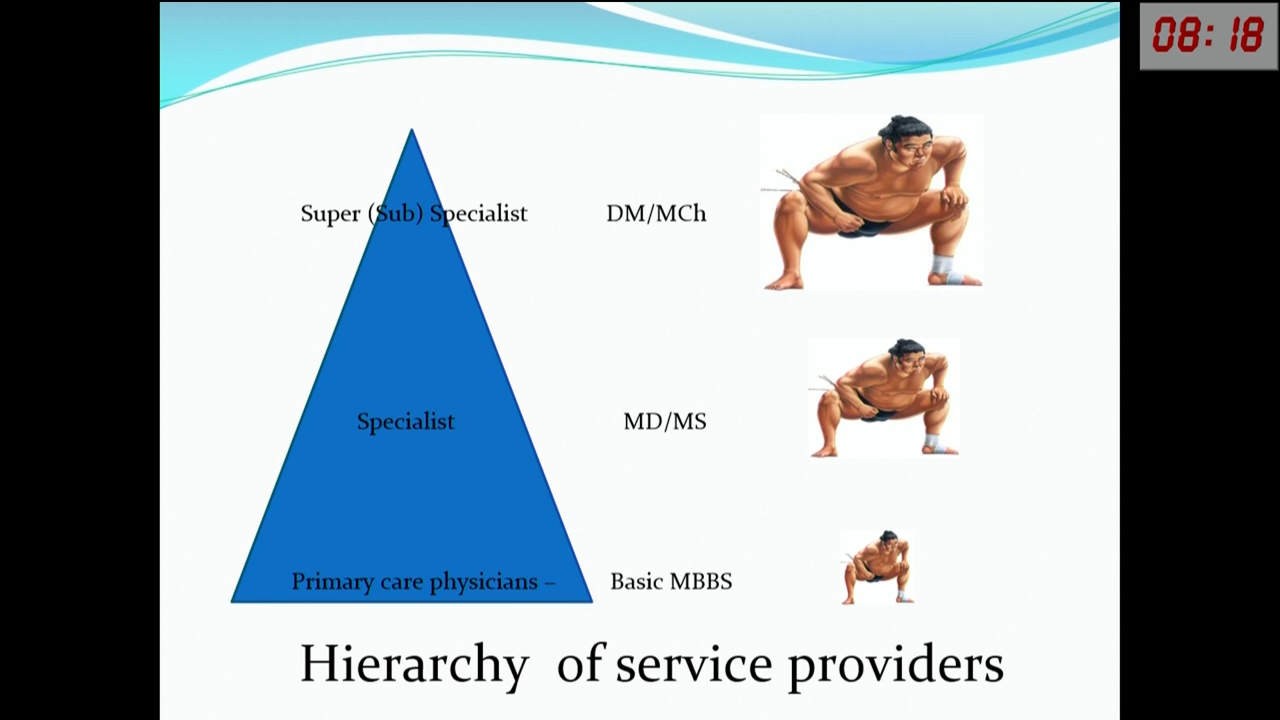 08:18
Super (Sub) Specialist DM/MCh
Specialist MD/MS
Primary care physicians – Basic MBBS
Hierarchy of service providers